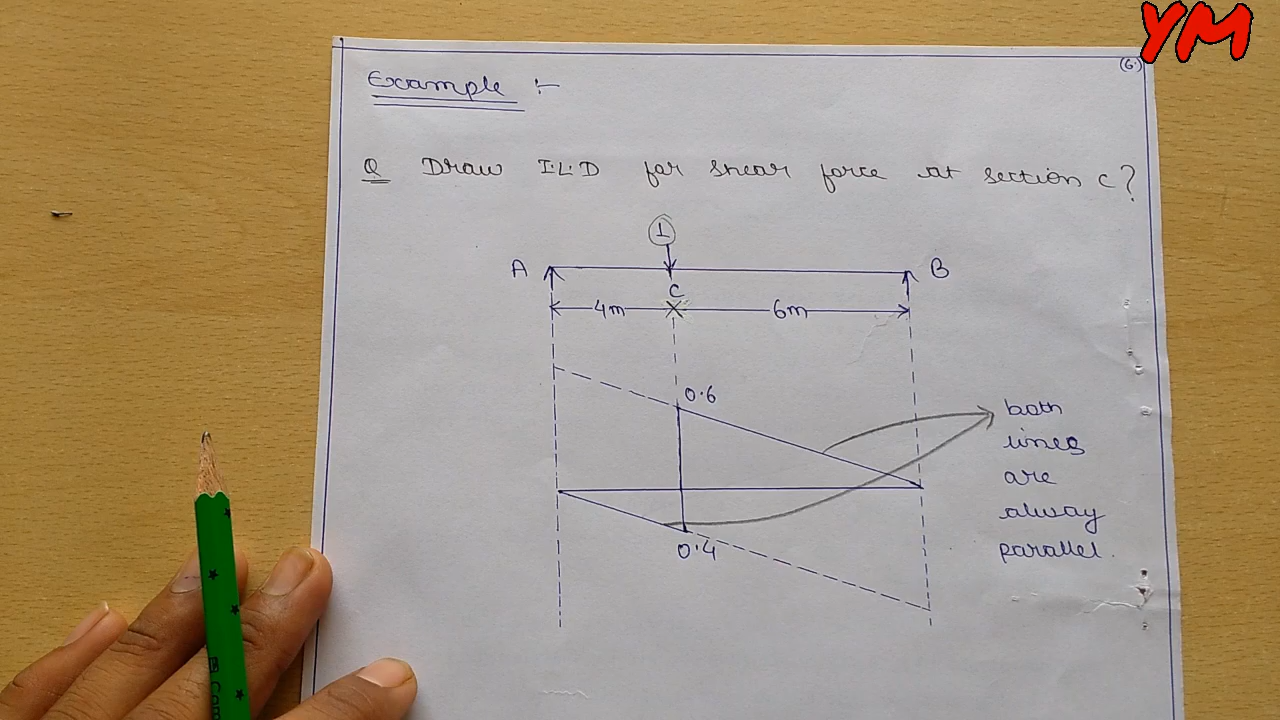 YM
(6.)
Example :-
Q Draw I.L.D for shear force at section c?
1
A B
C
4m 6m
0.6
0.4
both
lines
are
alway
parallel.